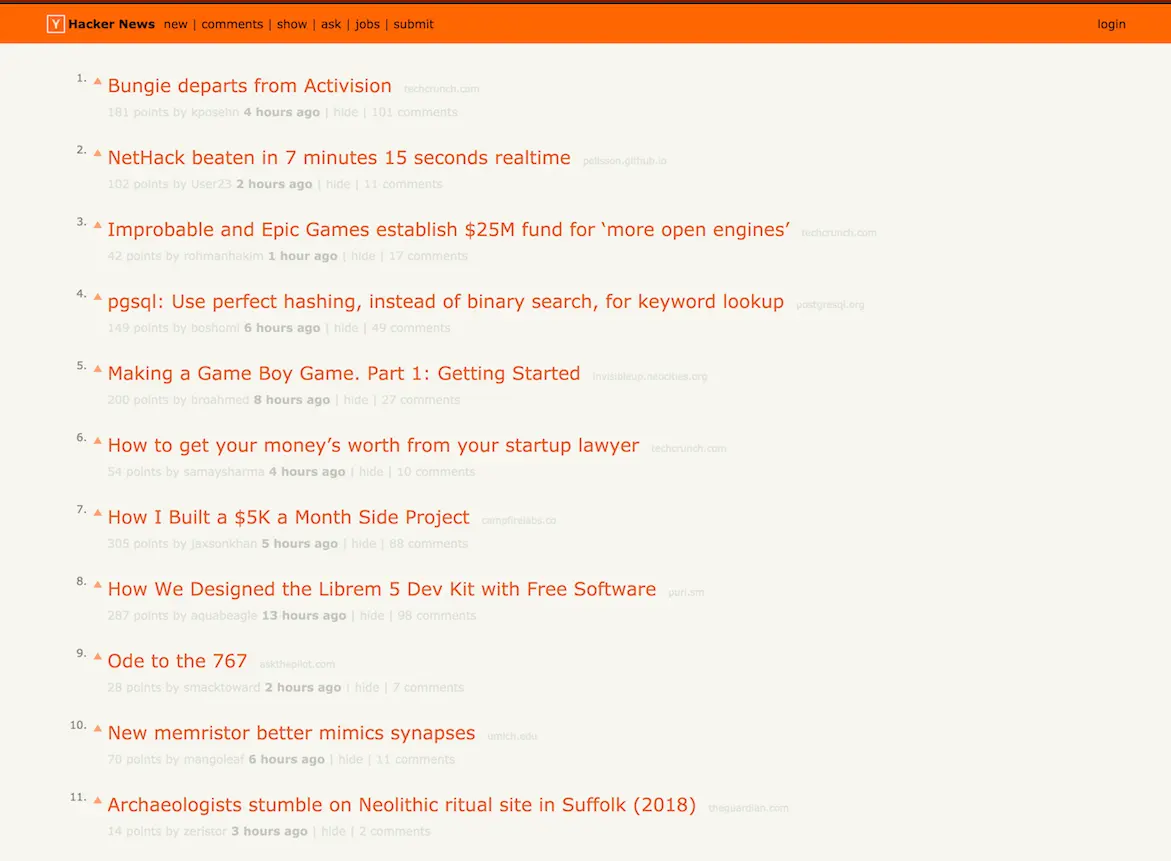 Y Hacker News new | comments | show | ask | jobs | submit login
1. Bungie departs from Activision techcrunch.com
181 points by kposehn 4 hours ago | hide | 101 comments
2. NetHack beaten in 7 minutes 15 seconds realtime pellsson.github.io
102 points by User23 2 hours ago | hide | 11 comments
3. Improbable and Epic Games establish $25M fund for ‘more open engines’ techcrunch.com
42 points by rohmanhakim 1 hour ago | hide | 17 comments
4. pgsql: Use perfect hashing, instead of binary search, for keyword lookup postgresql.org
149 points by boshomi 6 hours ago | hide | 49 comments
5. Making a Game Boy Game. Part 1: Getting Started invisibleup.neocities.org
200 points by broahmed 8 hours ago | hide | 27 comments
6. How to get your money’s worth from your startup lawyer techcrunch.com
54 points by samaysharma 4 hours ago | hide | 10 comments
7. How I Built a $5K a Month Side Project campfirelabs.co
305 points by jaxsonkhan 5 hours ago | hide | 88 comments
8. How We Designed the Librem 5 Dev Kit with Free Software puri.sm
287 points by aquabeagle 13 hours ago | hide | 98 comments
9. Ode to the 767 askthepilot.com
28 points by smacktoward 2 hours ago | hide | 7 comments
10. New memristor better mimics synapses umich.edu
70 points by mangoleaf 6 hours ago | hide | 11 comments
11. Archaeologists stumble on Neolithic ritual site in Suffolk (2018) theguardian.com
14 points by zeristor 3 hours ago | hide | 2 comments